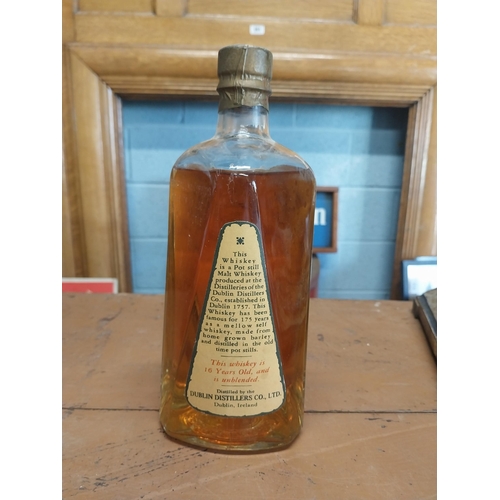 This
Whiskey
is a Pot still
Malt Whiskey
produced at the
Distilleries of the
Dublin Distillers
Co., established in
Dublin 1757. This
Whiskey has been
famous for 175 years
as a mellow self
whiskey, made from
home grown barley
and distilled in the old
time pot stills.
This whiskey is
16 Years Old, and
is unblended.
Distilled by the
DUBLIN DISTILLERS CO., LTD.
Dublin, Ireland